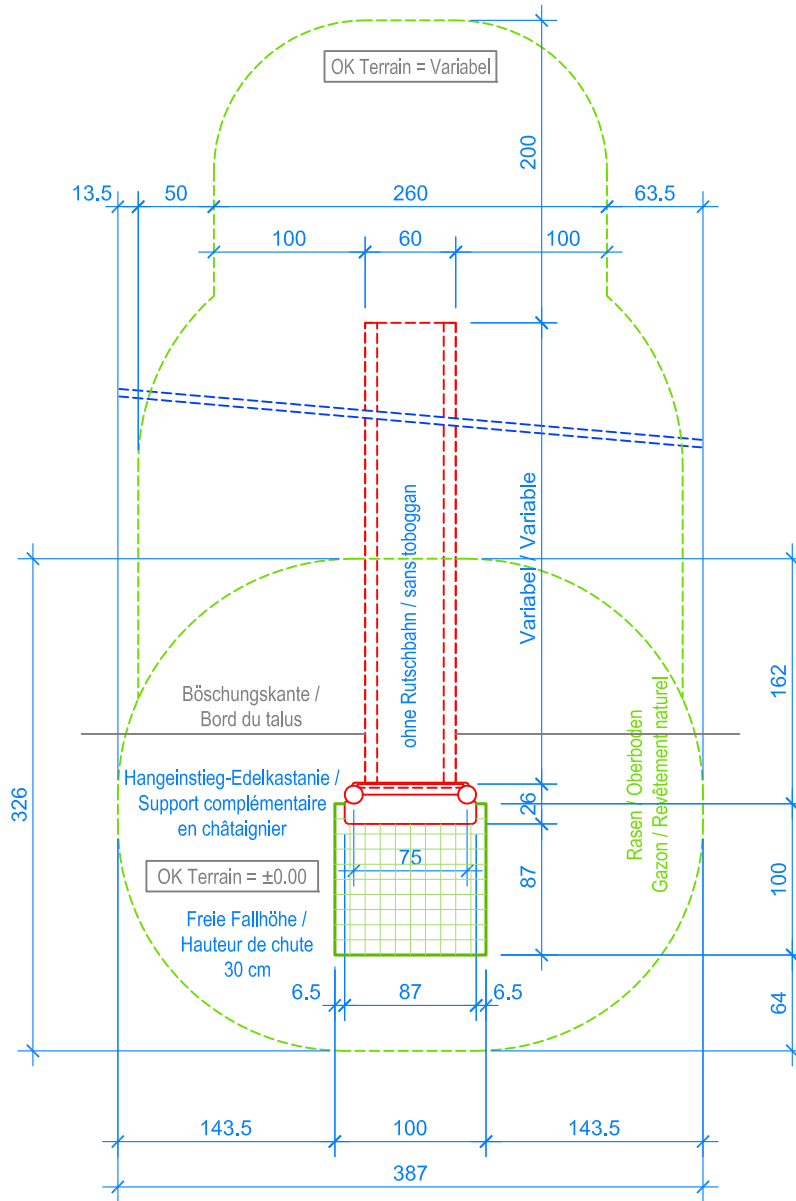 OK Terrain = Variabel
200
13.5
50
260
63.5
100
60
100
ohne Rutschbahn / sans toboggan
Variabel / Variable
162
Böschungskante /
Bord du talus
Rasen / Oberboden
Gazon / Revêtement naturel
326
Hangeinstieg-Edelkastanie /
Support complémentaire
en châtaignier
26
75
87
100
OK Terrain = ±0.00
Freie Fallhöhe /
Hauteur de chute
30 cm
6.5
87
6.5
64
143.5
100
143.5
387